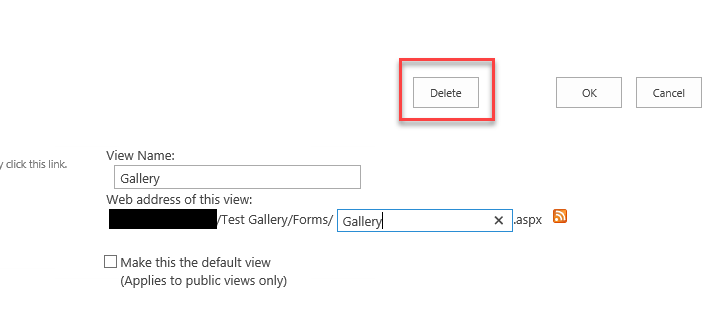 Delete OK Cancel
y click this link.
View Name:
Gallery
Web address of this view:
/Test Gallery/Forms/ Gallery .aspx
Make this the default view
(Applies to public views only)